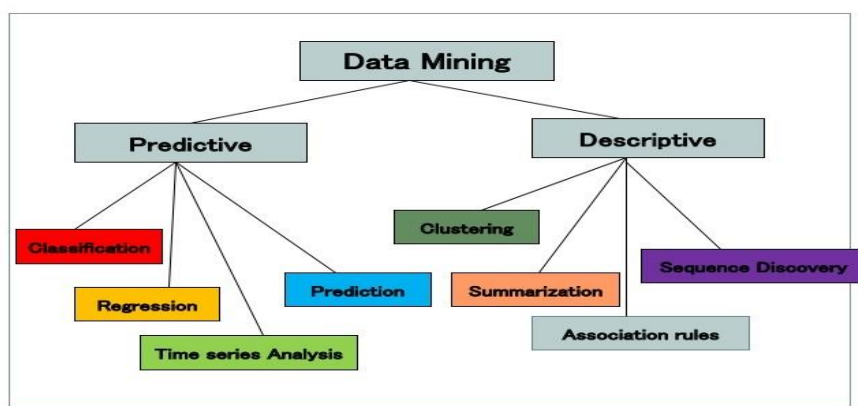 Data Mining
Predictive
Descriptive
Classification
Regression
Time series Analysis
Prediction
Clustering
Summarization
Association rules
Sequence Discovery